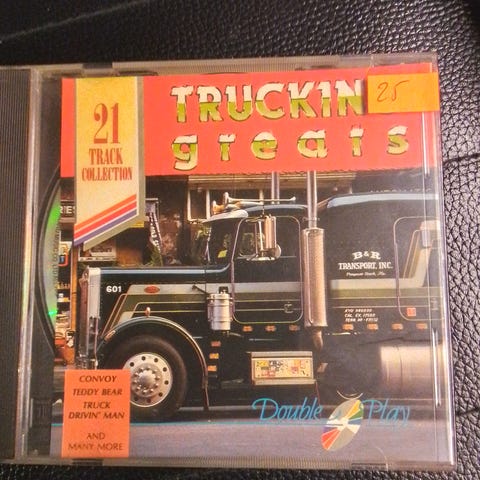 21
TRACK
COLLECTION
TRUCKIN
25
greats
B&R
TRANSPORT, INC.
601
CONVOY
TEDDY BEAR
TRUCK
DRIVIN' MAN
AND
MANY MORE
Double Play